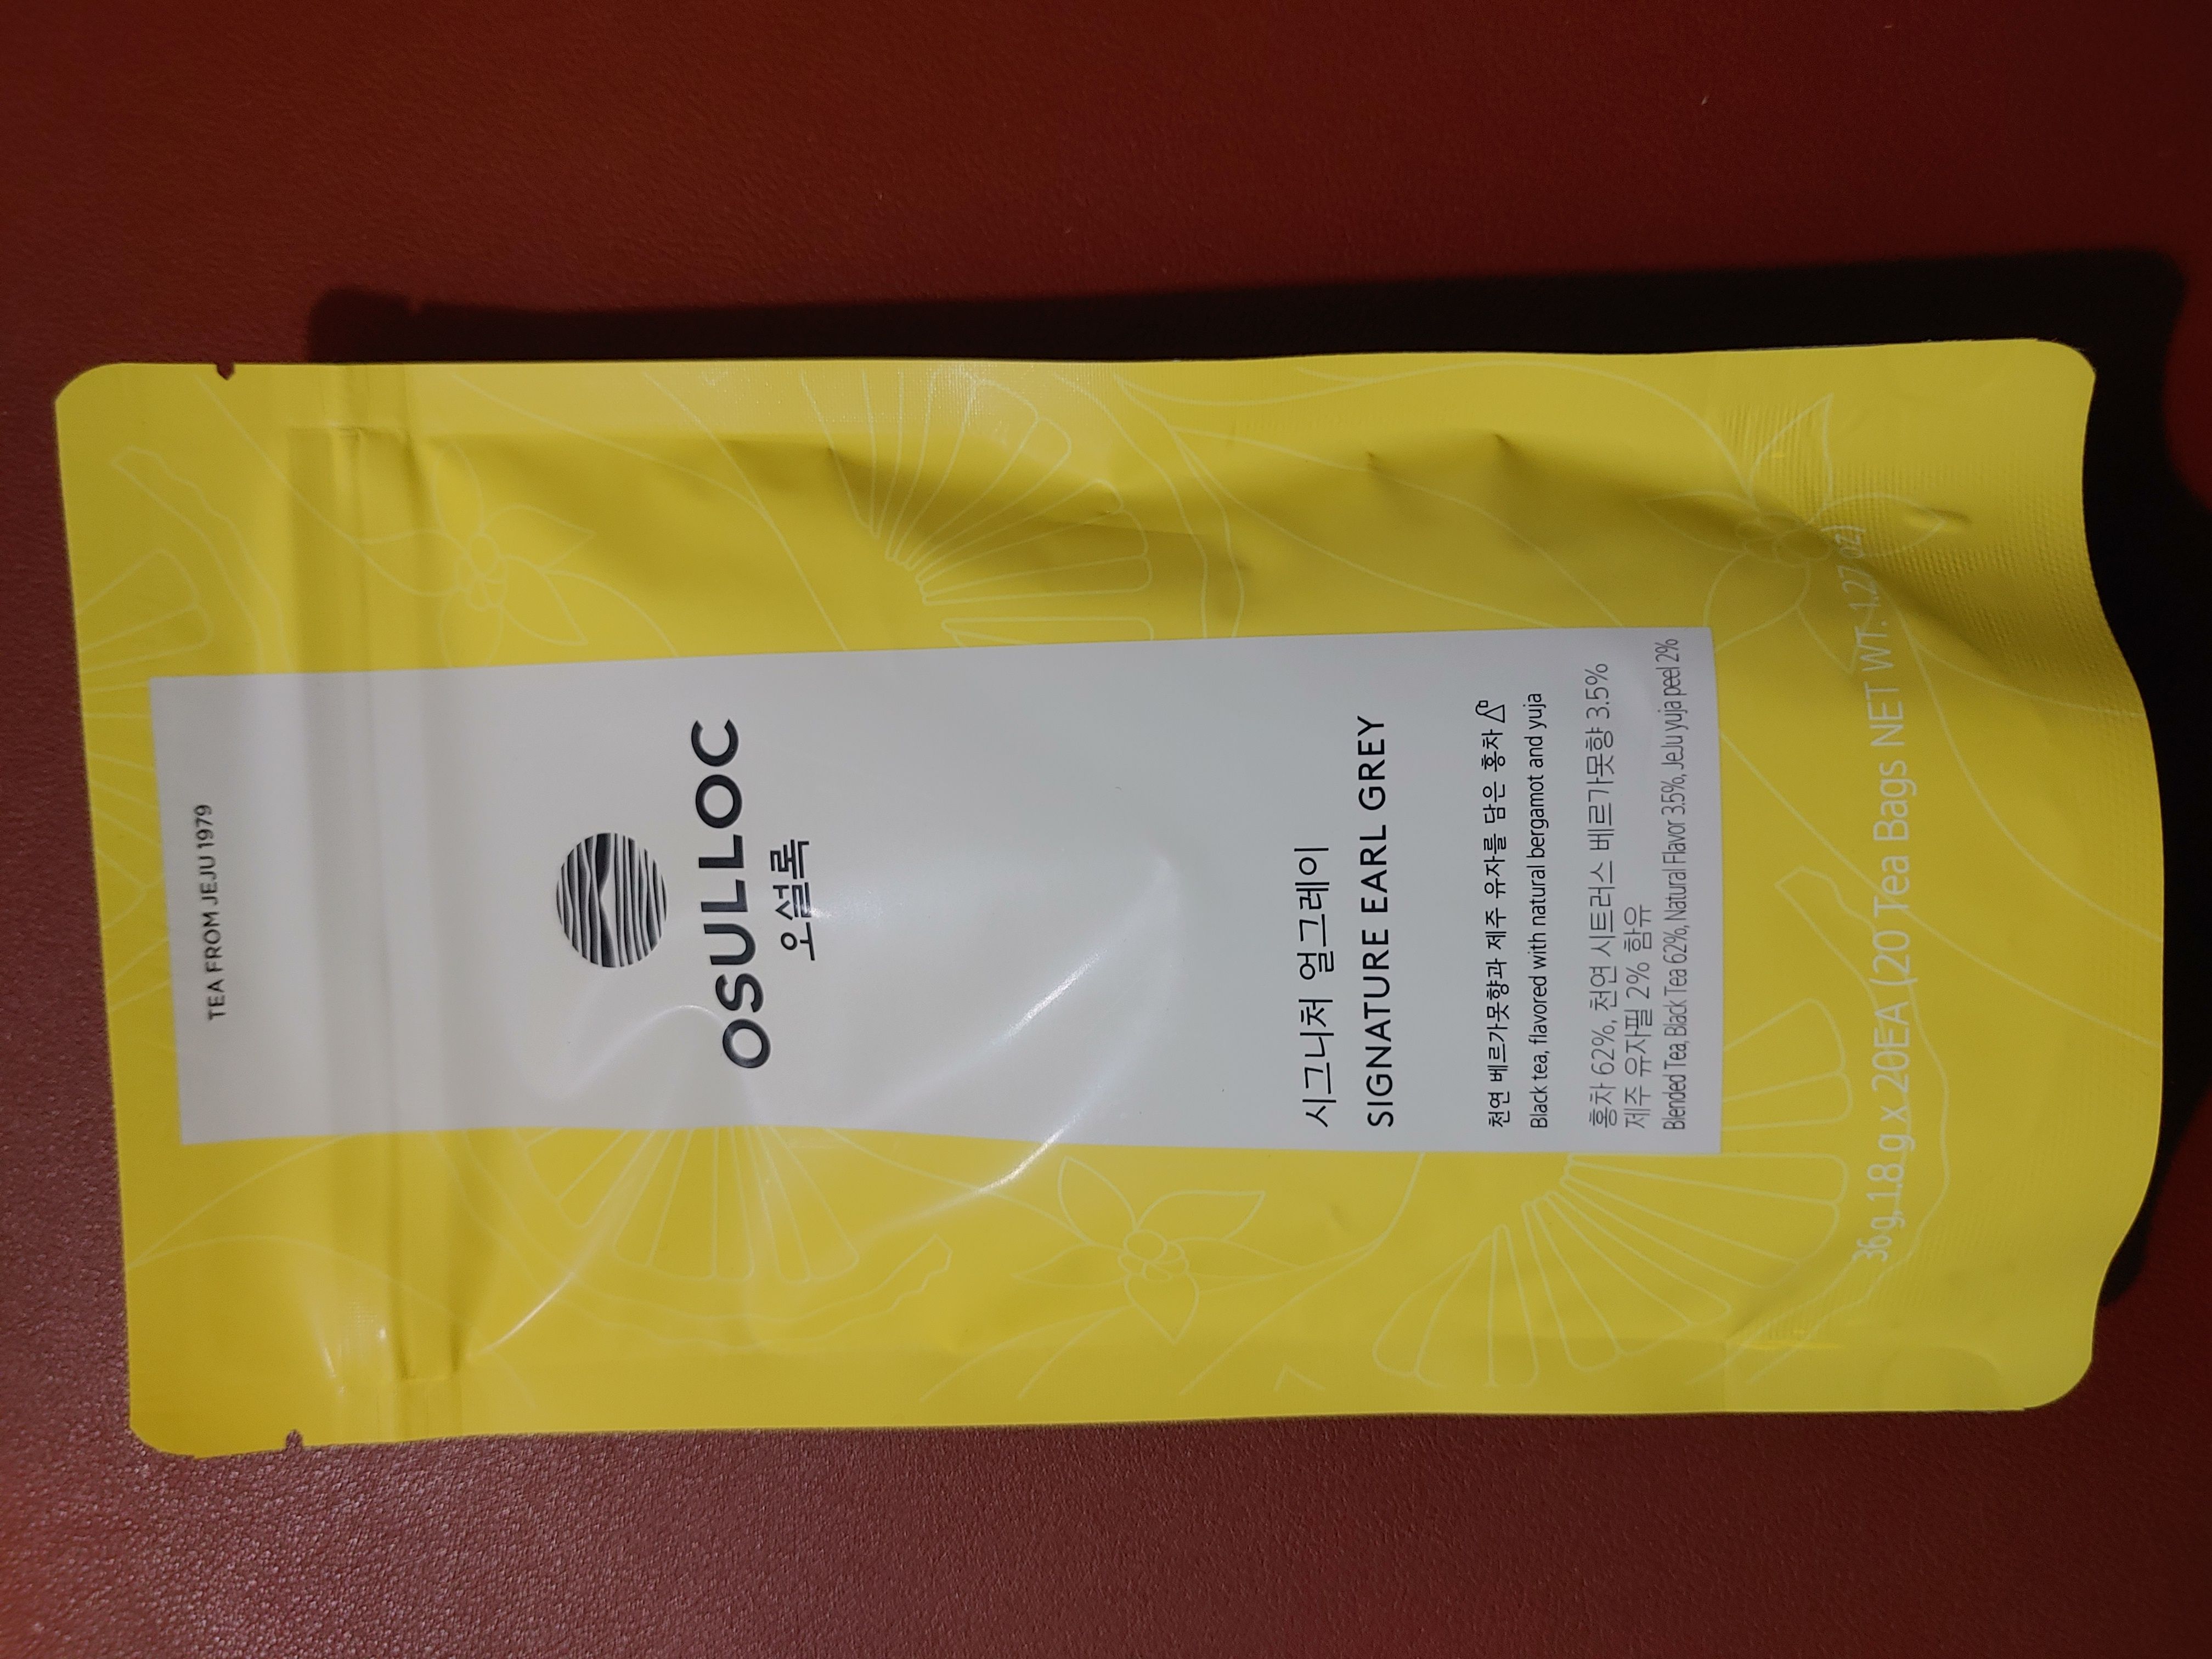 TEA FROM JEJU 1979
OSULLOC
오설록
시그니처 얼그레이
SIGNATURE EARL GREY
천연 베르가못향과 제주 유자를 담은 홍차
Black tea, flavored with natural bergamot and yuja
홍차 62%, 천연 시트러스 베르가못향 3.5%
제주 유자필 2% 함유
Blended Tea, Black Tea 62%, Natural Flavor 3.5%, JeJu yuja peel 2%
36 g, 1.8 g x 20EA (20 Tea Bags NET WT. 1.27 oz)